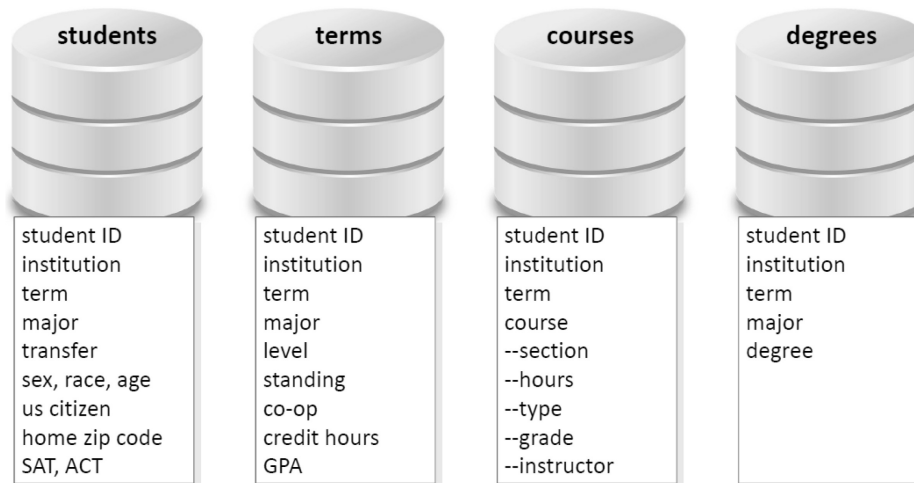 students
student ID
institution
term
major
transfer
sex, race, age
us citizen
home zip code
SAT, ACT
terms
student ID
institution
term
major
level
standing
co-op
credit hours
GPA
courses
student ID
institution
term
course
--section
--hours
--type
--grade
--instructor
degrees
student ID
institution
term
major
degree